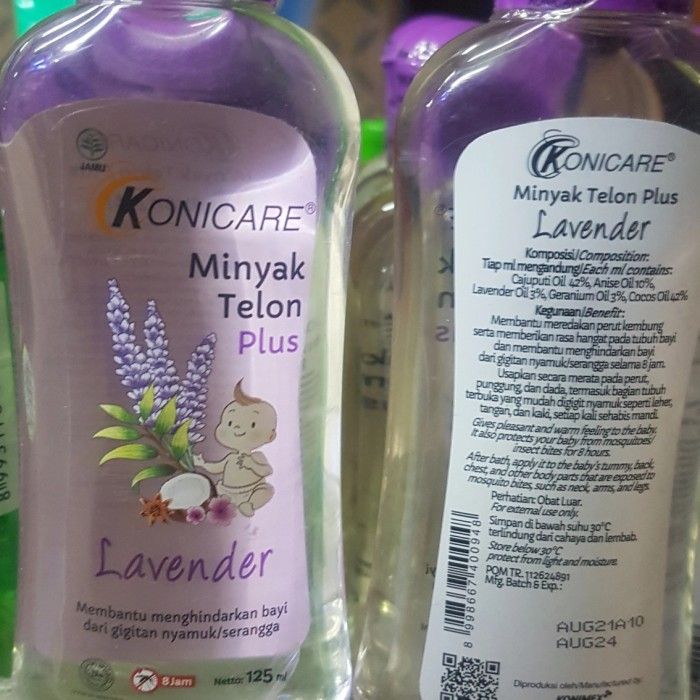 JAMU
KONICARE®
Minyak
Telon
Plus
Lavender
Membantu menghindarkan bayi
dari gigitan nyamuk/serangga
8 Jam
Netto: 125 ml
KONICARE®
Minyak Telon Plus
Lavender
Komposisi/Composition:
Tiap ml mengandung/Each ml contains:
Cajuputi Oil 42%, Anise Oil 10%,
Lavender Oil 3%, Geranium Oil 3%, Cocos Oil 42%
Kegunaan/Benefit:
Membantu meredakan perut kembung
serta memberikan rasa hangat pada tubuh bayi
dan membantu menghindarkan bayi
dari gigitan nyamuk/serangga selama 8 jam.
Usapkan secara merata pada perut,
punggung, dan dada, termasuk bagian tubuh
terbuka yang mudah digigit nyamuk seperti leher,
tangan, dan kaki, setiap kali sehabis mandi.
Gives pleasant and warm feeling to the baby.
It also protects your baby from mosquitoes/
insect bites for 8 hours.
After bath, apply it to the baby's tummy, back,
chest, and other body parts that are exposed to
mosquito bites, such as neck, arms, and legs.
Perhatian: Obat Luar.
For external use only.
Simpan di bawah suhu 30°C
terlindung dari cahaya dan lembab.
Store below 30°C
protect from light and moisture.
POM TR. 112624891
Mfg. Batch & Exp.:
AUG21A10
AUG24
8 998667 400948
Diproduksi oleh/Manufactured by
KONIMEX